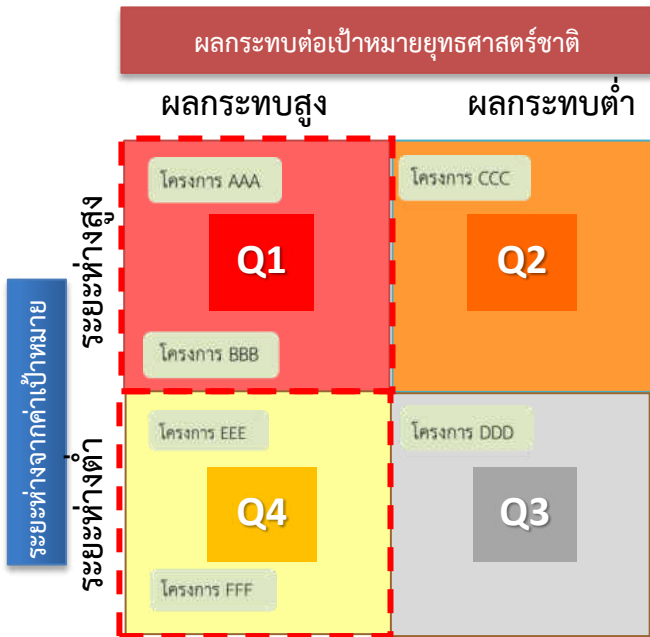 ผลกระทบต่อเป้าหมายยุทธศาสตร์ชาติ
ผลกระทบสูง
ผลกระทบต่ำ
ระยะห่างจากค่าเป้าหมาย
ระยะห่างสูง
โครงการ AAA
Q1
โครงการ BBB
โครงการ CCC
Q2
ระยะห่างต่ำ
โครงการ EEE
Q4
โครงการ FFF
โครงการ DDD
Q3